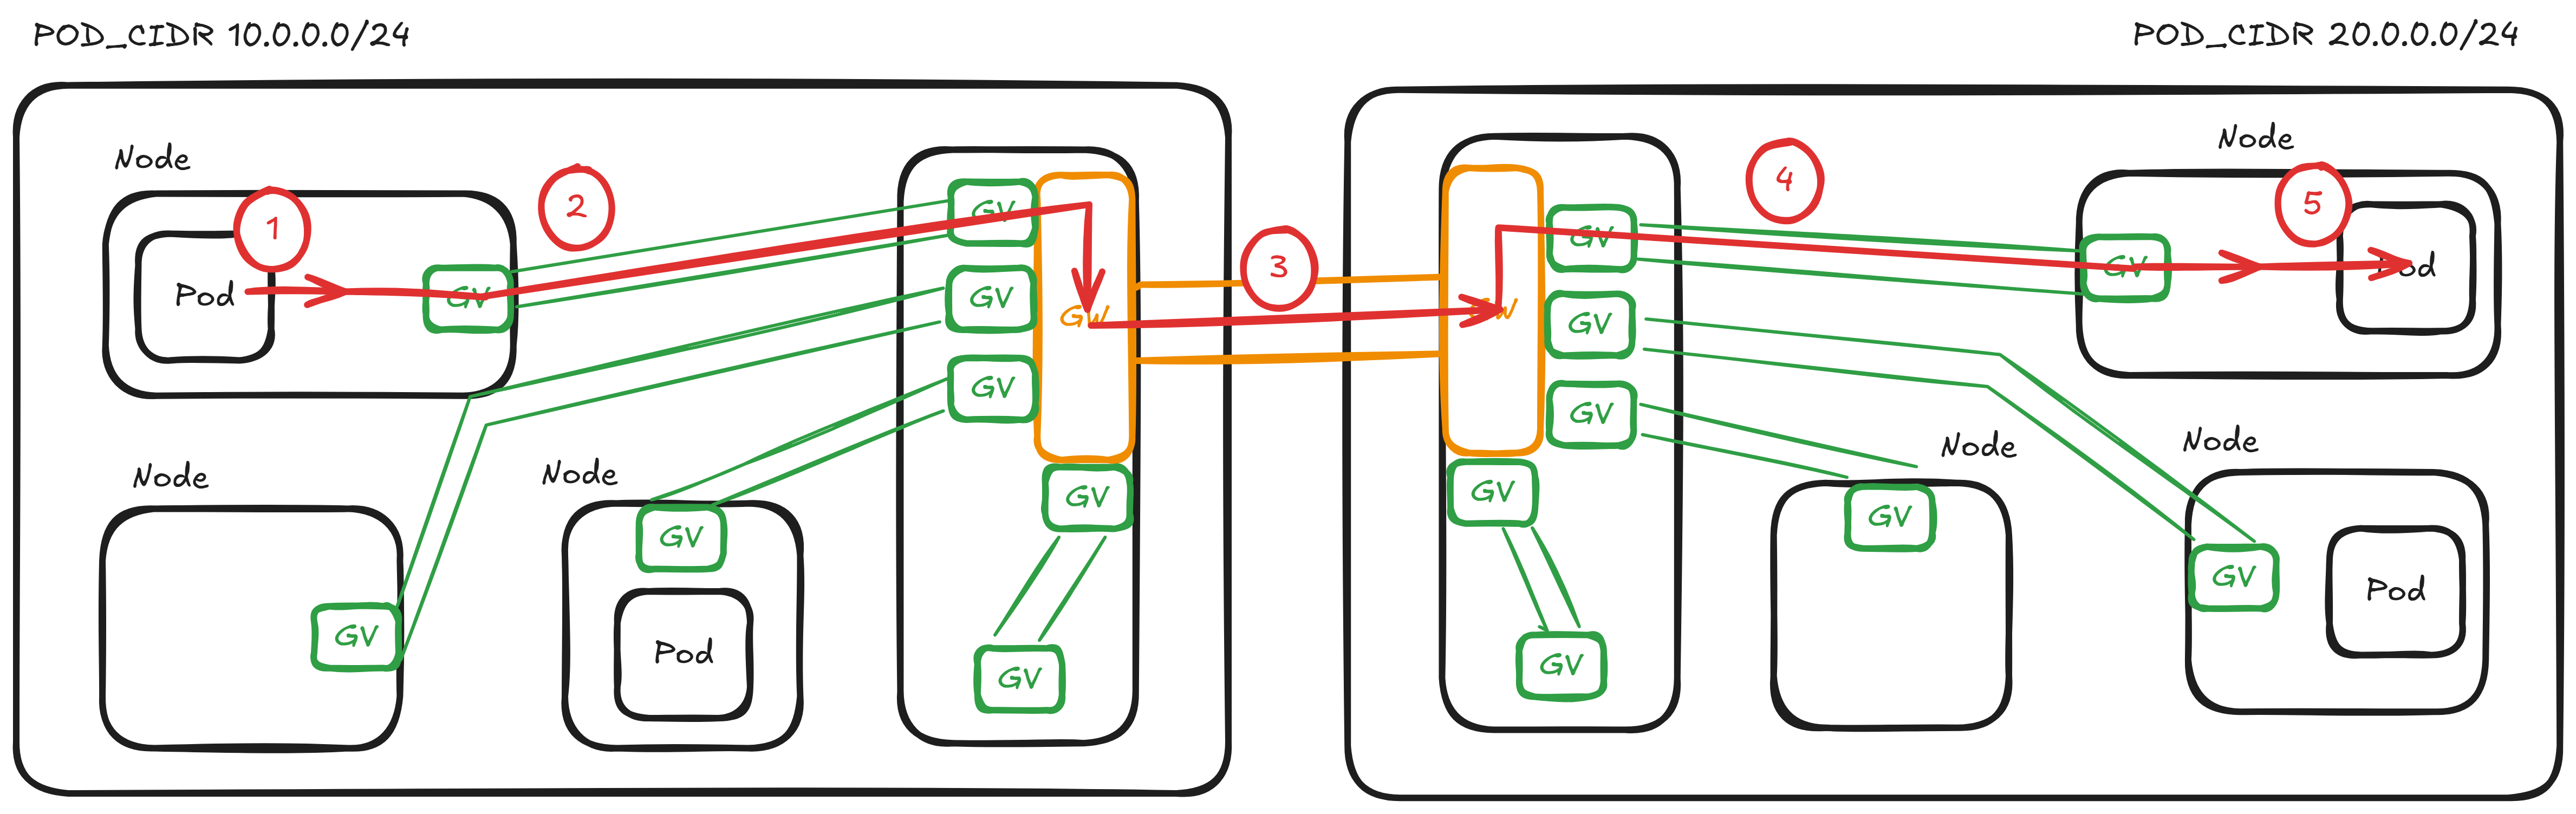 POD_CIDR 10.0.0.0/24
POD_CIDR 20.0.0.0/24
Node
1
Pod
GV
2
GV
GV
GV
GW
3
GW
GV
GV
GV
4
Node
5
GV
Pod
Node
GV
Node
GV
Pod
GV
GV
GV
GV
Node
GV
Node
GV
Pod